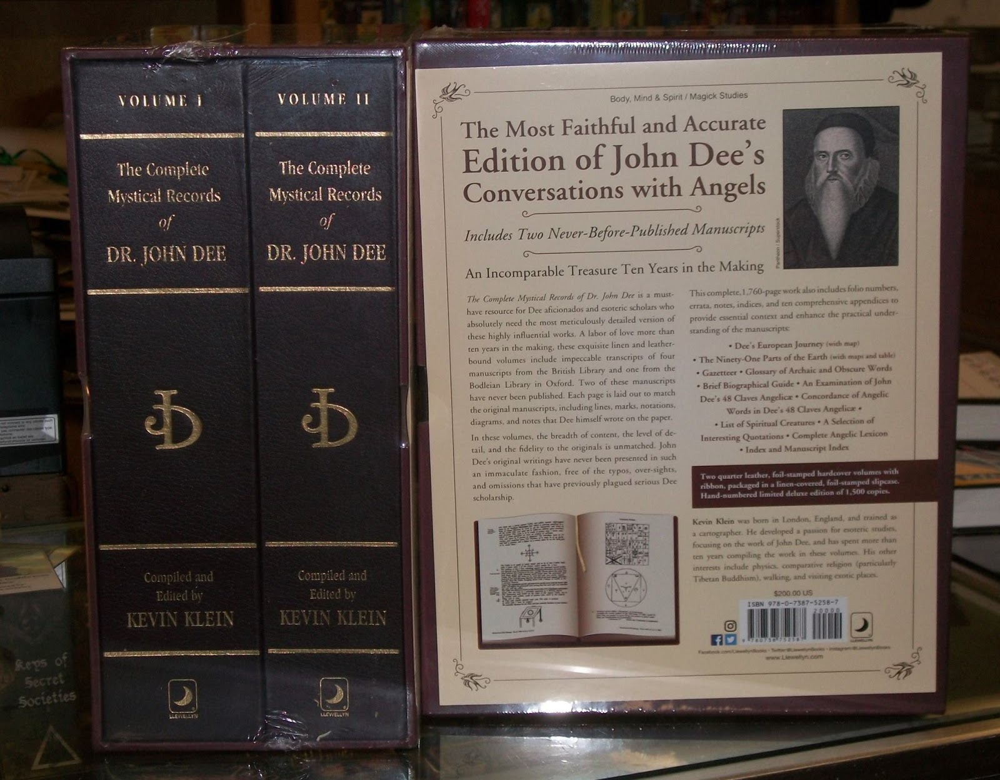 VOLUME I
The Complete
Mystical Records
of
DR. JOHN DEE
JD
Compiled and
Edited by
KEVIN KLEIN
LLEWELLYN
VOLUME II
The Complete
Mystical Records
of
DR. JOHN DEE
JD
Compiled and
Edited by
KEVIN KLEIN
LLEWELLYN
Body, Mind & Spirit / Magick Studies
The Most Faithful and Accurate
Edition of John Dee's
Conversations with Angels
Includes Two Never-Before-Published Manuscripts
An Incomparable Treasure Ten Years in the Making
Pantheon / Superstock
The Complete Mystical Records of Dr. John Dee is a must-
have resource for Dee aficionados and esoteric scholars who
absolutely need the most meticulously detailed version of
these highly influential works. A labor of love more than
ten years in the making, these exquisite linen and leather-
bound volumes include impeccable transcripts of four
manuscripts from the British Library and one from the
Bodleian Library in Oxford. Two of these manuscripts
have never been published. Each page is laid out to match
the original manuscripts, including lines, marks, notations,
diagrams, and notes that Dee himself wrote on the paper.
In these volumes, the breadth of content, the level of de-
tail, and the fidelity to the originals is unmatched. John
Dee's original writings have never been presented in such
an immaculate fashion, free of the typos, over-sights,
and omissions that have previously plagued serious Dee
scholarship.
This complete, 1,760-page work also includes folio numbers,
errata, notes, indices, and ten comprehensive appendices to
provide essential context and enhance the practical under-
standing of the manuscripts:
• Dee's European Journey (with map)
• The Ninety-One Parts of the Earth (with maps and table)
• Gazetteer • Glossary of Archaic and Obscure Words
• Brief Biographical Guide • An Examination of John
Dee's 48 Claves Angelicæ • Concordance of Angelic
Words in Dee's 48 Claves Angelicæ •
• List of Spiritual Creatures • A Selection of
Interesting Quotations • Complete Angelic Lexicon
• Index and Manuscript Index
Two quarter leather, foil-stamped hardcover volumes with
ribbon, packaged in a linen-covered, foil-stamped slipcase.
Hand-numbered limited deluxe edition of 1,500 copies.
Kevin Klein was born in London, England, and trained as
a cartographer. He developed a passion for esoteric studies,
focusing on the work of John Dee, and has spent more than
ten years compiling the work in these volumes. His other
interests include physics, comparative religion (particularly
Tibetan Buddhism), walking, and visiting exotic places.
$200.00 US
ISBN 978-0-7387-5258-7
20000
9 780738 752587
LLEWELLYN
Facebook.com/LlewellynBooks • Twitter@LlewellynBooks • Instagram@LlewellynBooks
www.Llewellyn.com
Keys of
Secret
Societies